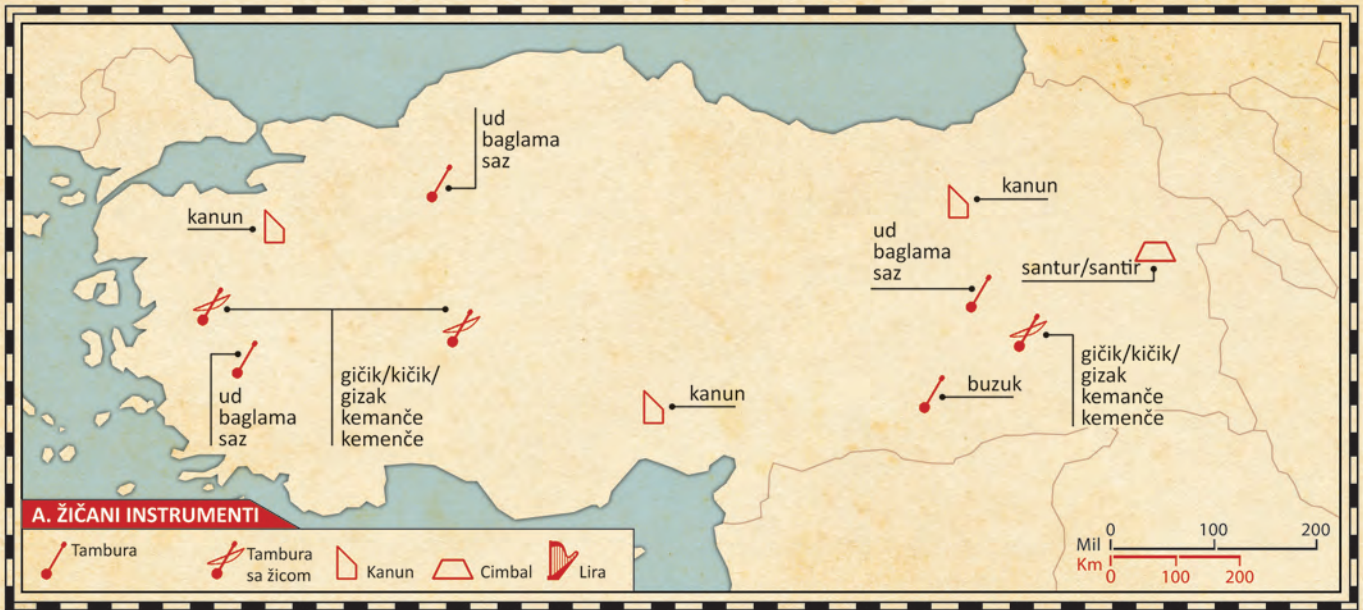 ud
baglama
saz
kanun
kanun
ud
baglama
saz
santur/santir
gičik/kičik/
gizak
kemanče
kemenče
ud
baglama
saz
kanun
buzuk
gičik/kičik/
gizak
kemanče
kemenče
A. ŽIČANI INSTRUMENTI
Tambura
Tambura
sa žicom
Kanun
Cimbal
Lira
0 100 200
Mil
Km
0 100 200